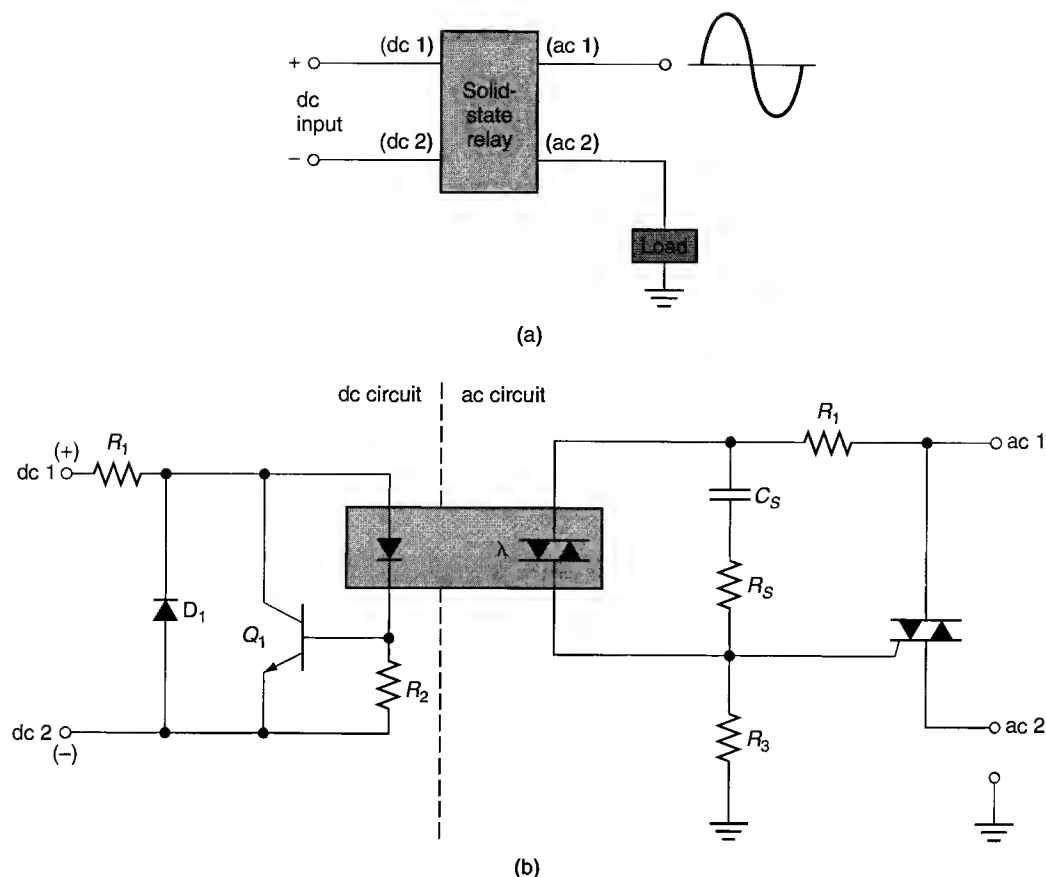 (dc 1)
(ac 1)
+
dc
input
Solid-
state
relay
−
(dc 2)
(ac 2)
Load
(a)
dc circuit
ac circuit
R1
(+)
dc 1
R1
ac 1
CS
λ
D1
RS
Q1
R2
dc 2
(−)
ac 2
R3
(b)